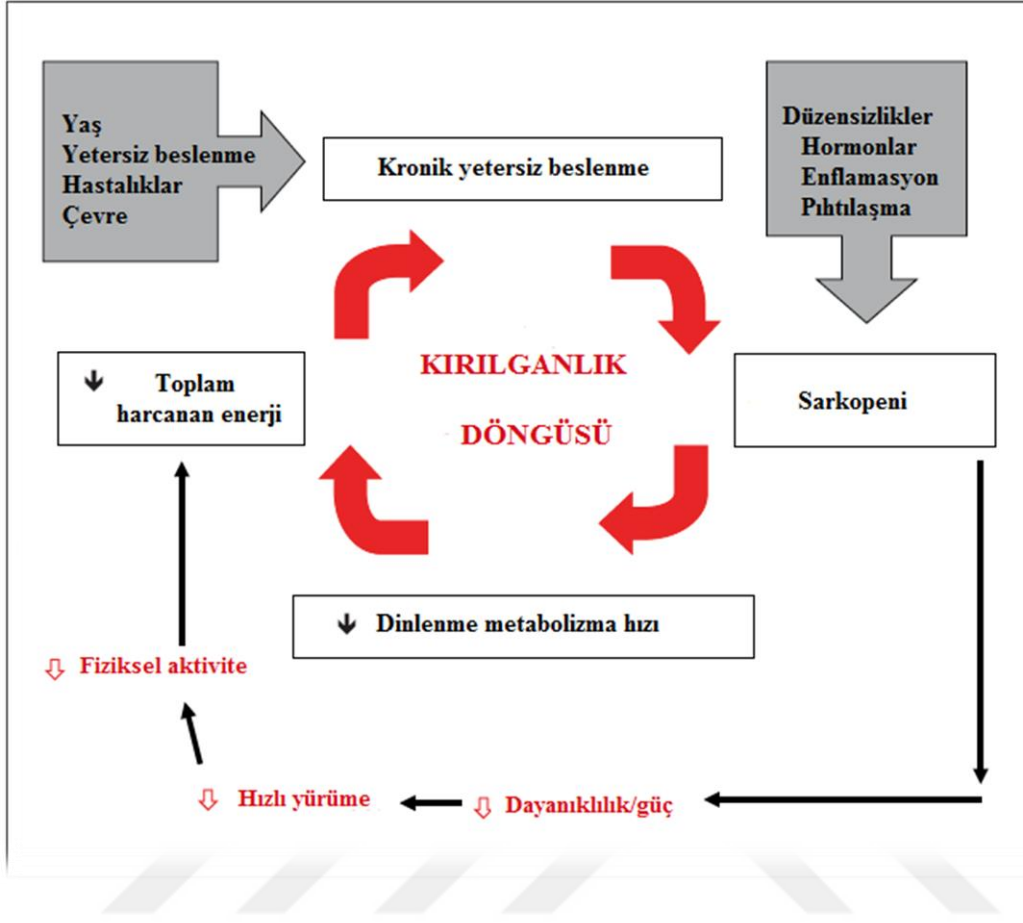 Yaş
Yetersiz beslenme
Hastalıklar
Çevre
Kronik yetersiz beslenme
Düzensizlikler
Hormonlar
Enflamasyon
Pıhtılaşma
KIRILGANLIK
DÖNGÜSÜ
Toplam
harcanan enerji
Sarkopeni
Dinlenme metabolizma hızı
Fiziksel aktivite
Hızlı yürüme
Dayanıklılık/güç